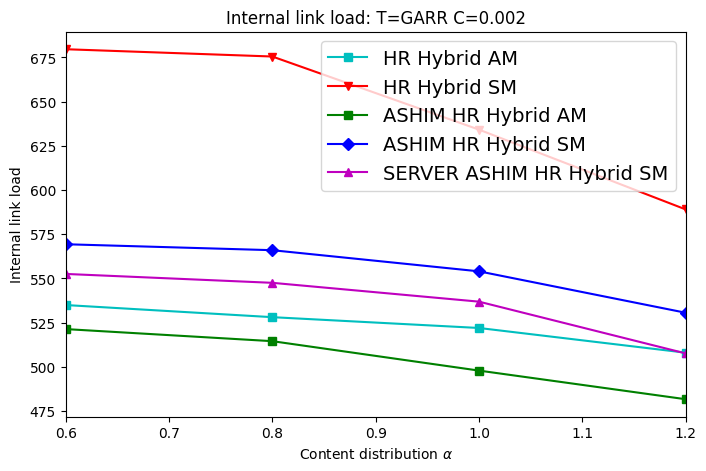 Internal link load: T=GARR C=0.002
HR Hybrid AM
HR Hybrid SM
ASHIM HR Hybrid AM
ASHIM HR Hybrid SM
SERVER ASHIM HR Hybrid SM
Internal link load
675
650
625
600
575
550
525
500
475
0.6 0.7 0.8 0.9 1.0 1.1 1.2
Content distribution α